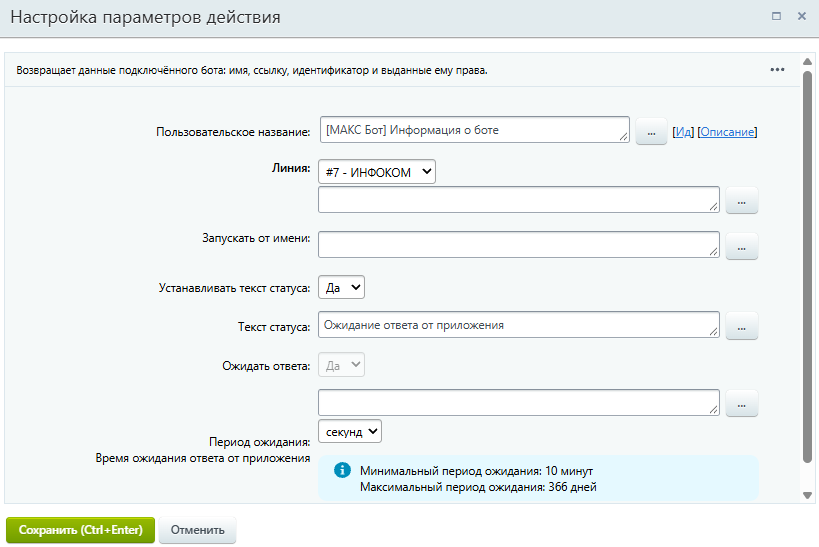 Настройка параметров действия
Возвращает данные подключённого бота: имя, ссылку, идентификатор и выданные ему права.
Пользовательское название: [МАКС Бот] Информация о боте ... [Ид] [Описание]
Линия: #7 - ИНФОКОМ
...
Запускать от имени: ...
Устанавливать текст статуса: Да
Текст статуса: Ожидание ответа от приложения ...
Ожидать ответа: Да
...
секунд
Период ожидания:
Время ожидания ответа от приложения
Минимальный период ожидания: 10 минут
Максимальный период ожидания: 366 дней
Сохранить (Ctrl+Enter) Отменить